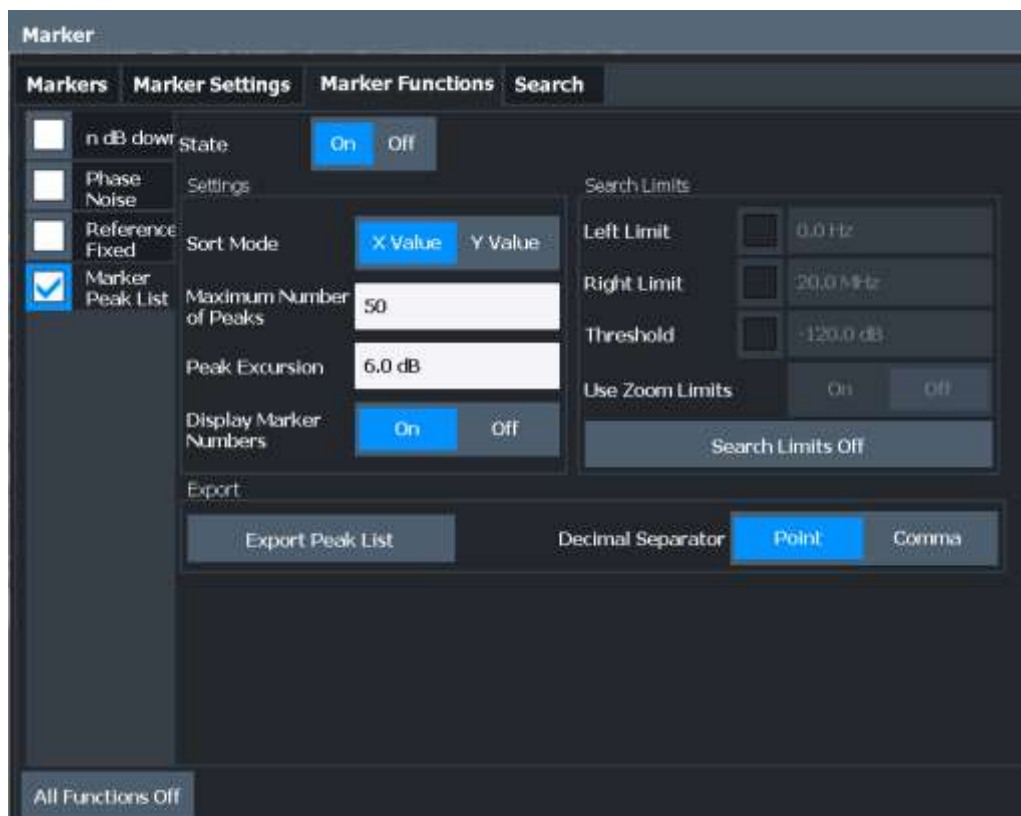 Marker
Markers Marker Settings Marker Functions Search
n dB down
State On Off
Phase
Noise
Settings
Search Limits
Reference
Fixed
Sort Mode X Value Y Value
Left Limit 0.0 Hz
Marker
Peak List
Maximum Number
of Peaks 50
Right Limit 20.0 MHz
Threshold -120.0 dB
Peak Excursion 6.0 dB
Use Zoom Limits On Off
Display Marker
Numbers On Off
Search Limits Off
Export
Export Peak List Decimal Separator Point Comma
All Functions Off